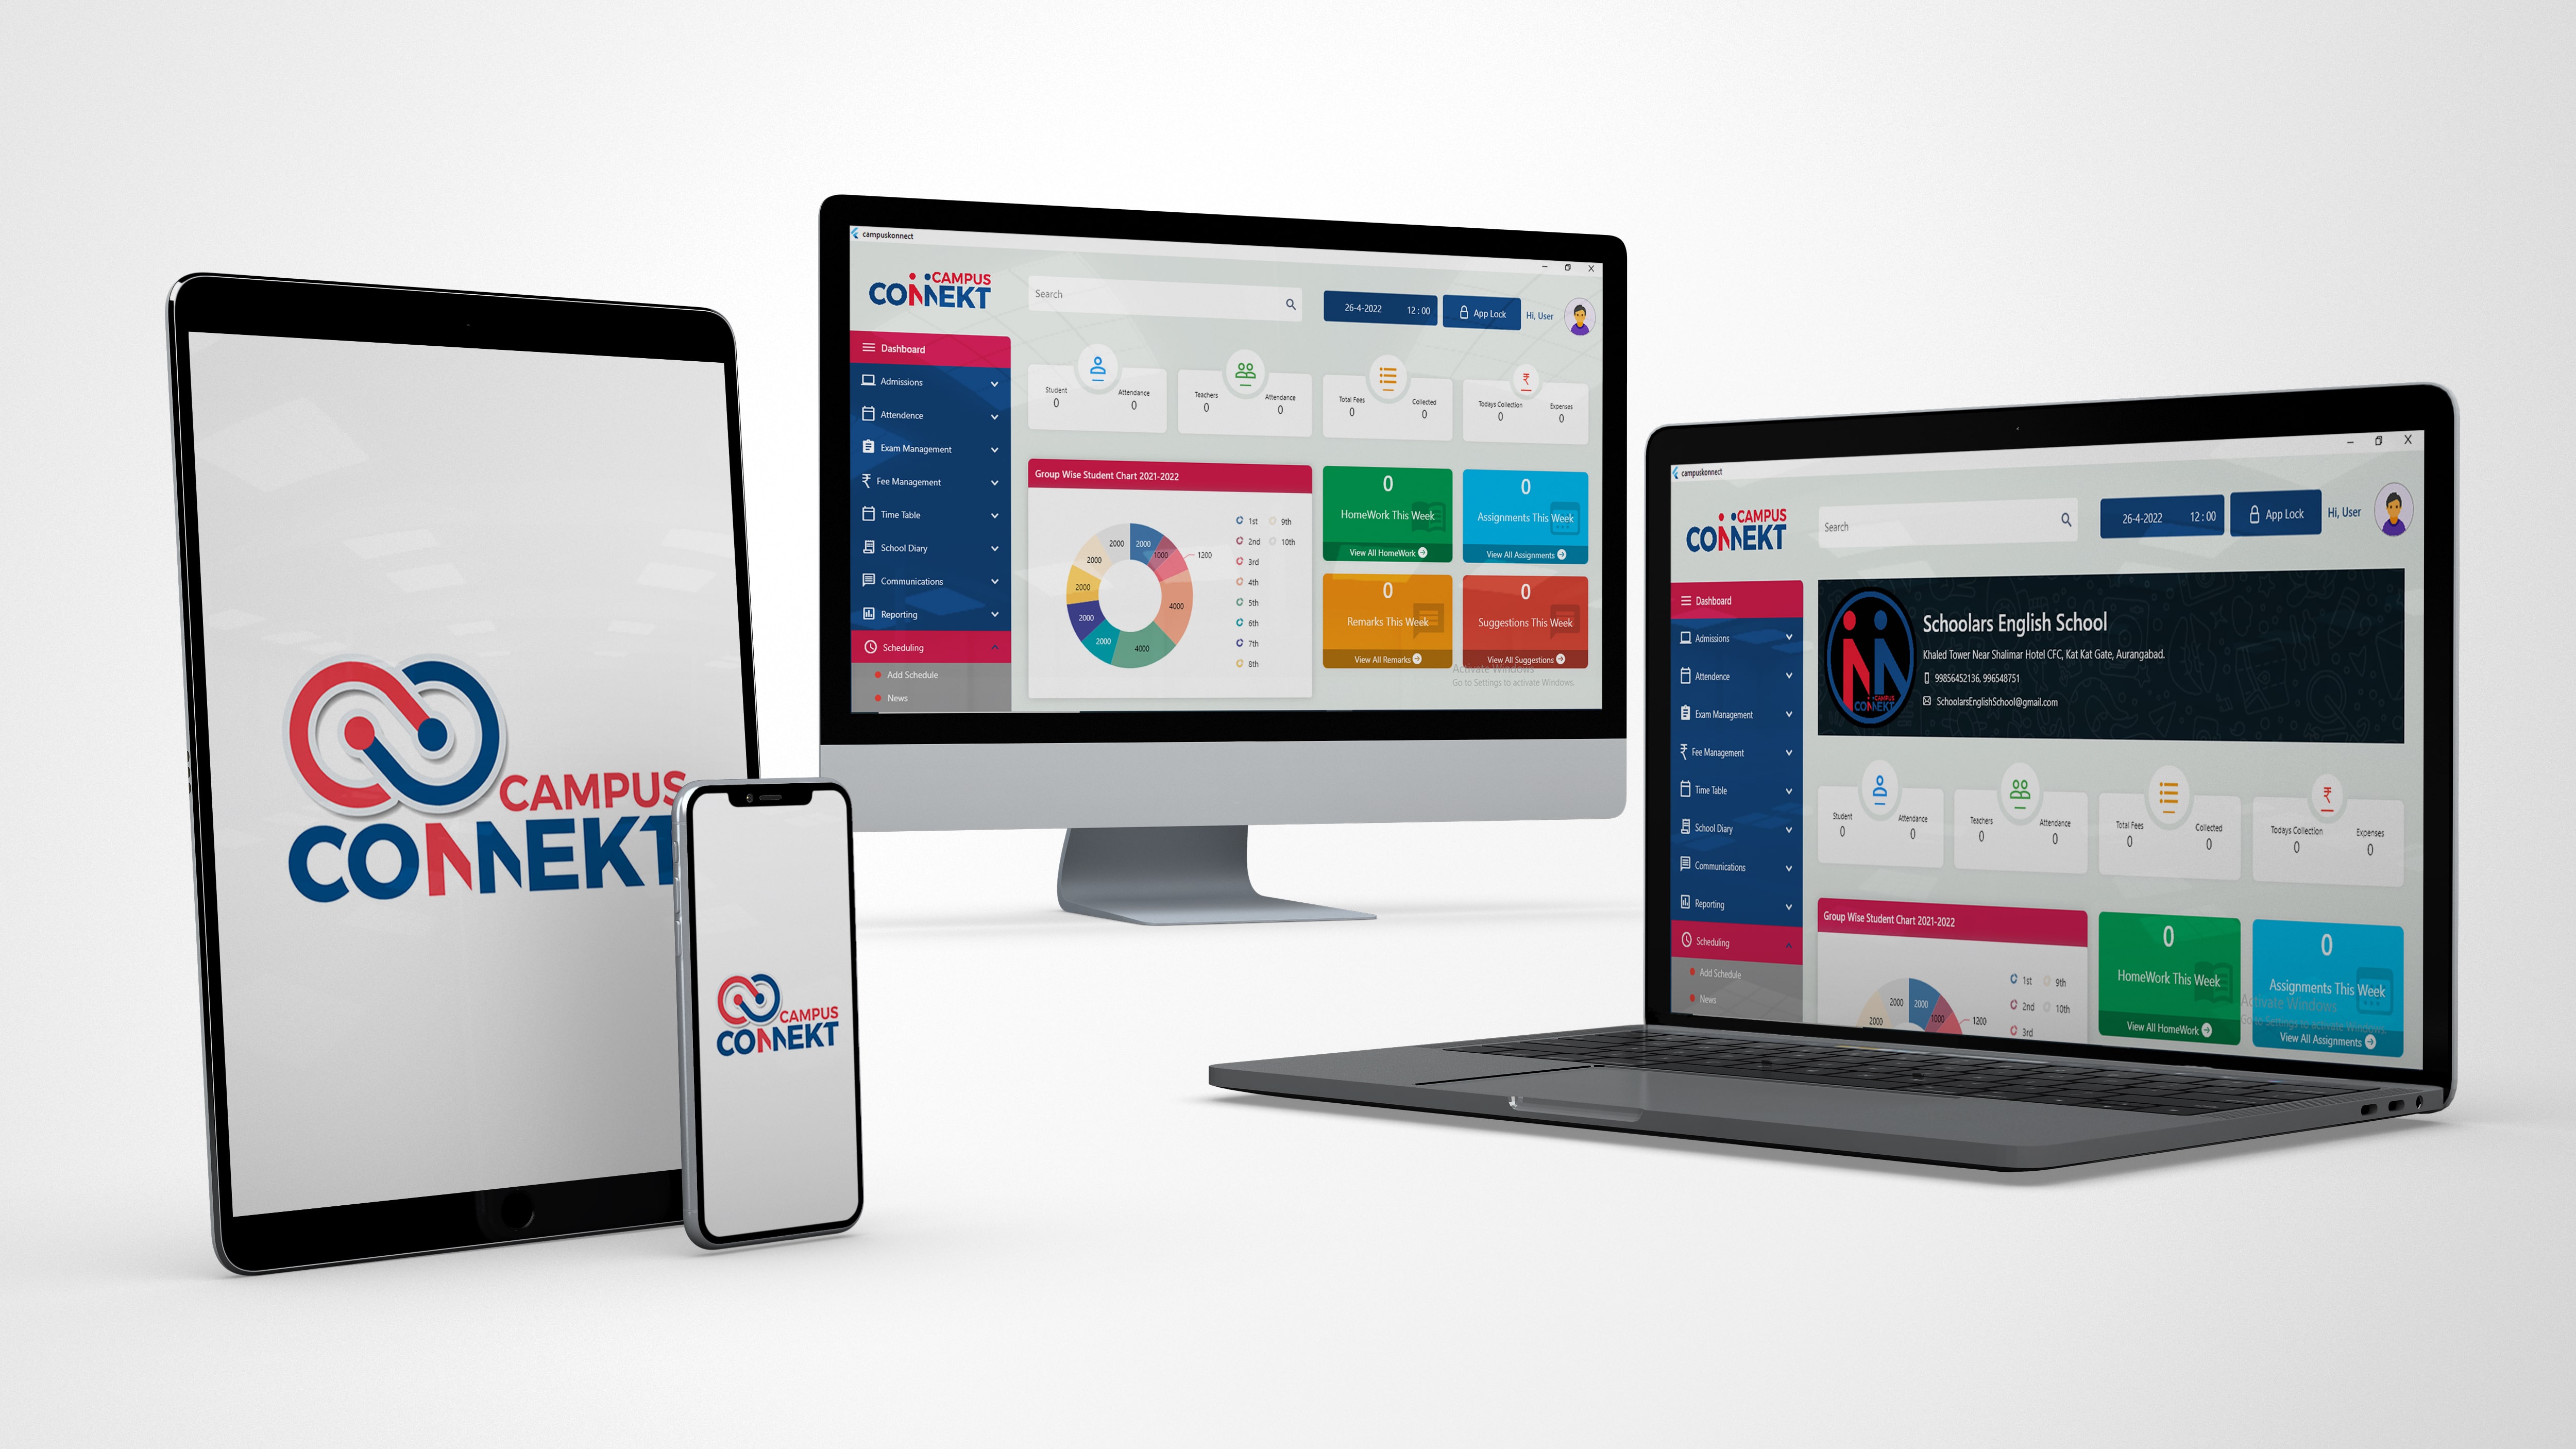 CAMPUS
CONNEKT
CAMPUS
CONNEKT
campuskonnect
CAMPUS
CONNEKT
Search
26-4-2022 12 : 00
App Lock
Hi, User
Dashboard
Admissions
Attendence
Exam Management
Fee Management
Time Table
School Diary
Communications
Reporting
Scheduling
Add Schedule
News
Student
0
Attendance
0
Teachers
0
Attendance
0
Total Fees
0
Collected
0
Todays Collection
0
Expenses
0
Group Wise Student Chart 2021-2022
2000
1000
1200
4000
4000
2000
2000
2000
2000
2000
1st 9th
2nd 10th
3rd
4th
5th
6th
7th
8th
0
HomeWork This Week
View All HomeWork
0
Assignments This Week
View All Assignments
0
Remarks This Week
View All Remarks
0
Suggestions This Week
View All Suggestions
Activate Windows
Go to Settings to activate Windows.
campuskonnect
CAMPUS
CONNEKT
Search
26-4-2022 12 : 00
App Lock
Hi, User
Dashboard
Admissions
Attendence
Exam Management
Fee Management
Time Table
School Diary
Communications
Reporting
Scheduling
Add Schedule
News
CAMPUS
CONNEKT
Schoolars English School
Khaled Tower Near Shalimar Hotel CFC, Kat Kat Gate, Aurangabad.
99856452136, 996548751
SchoolarsEnglishSchool@gmail.com
Student
0
Attendance
0
Teachers
0
Attendance
0
Total Fees
0
Collected
0
Todays Collection
0
Expenses
0
Group Wise Student Chart 2021-2022
2000
2000
1000
1200
2000
1st 9th
2nd 10th
3rd
0
HomeWork This Week
View All HomeWork
0
Assignments This Week
View All Assignments
Activate Windows
Go to Settings to activate Windows.